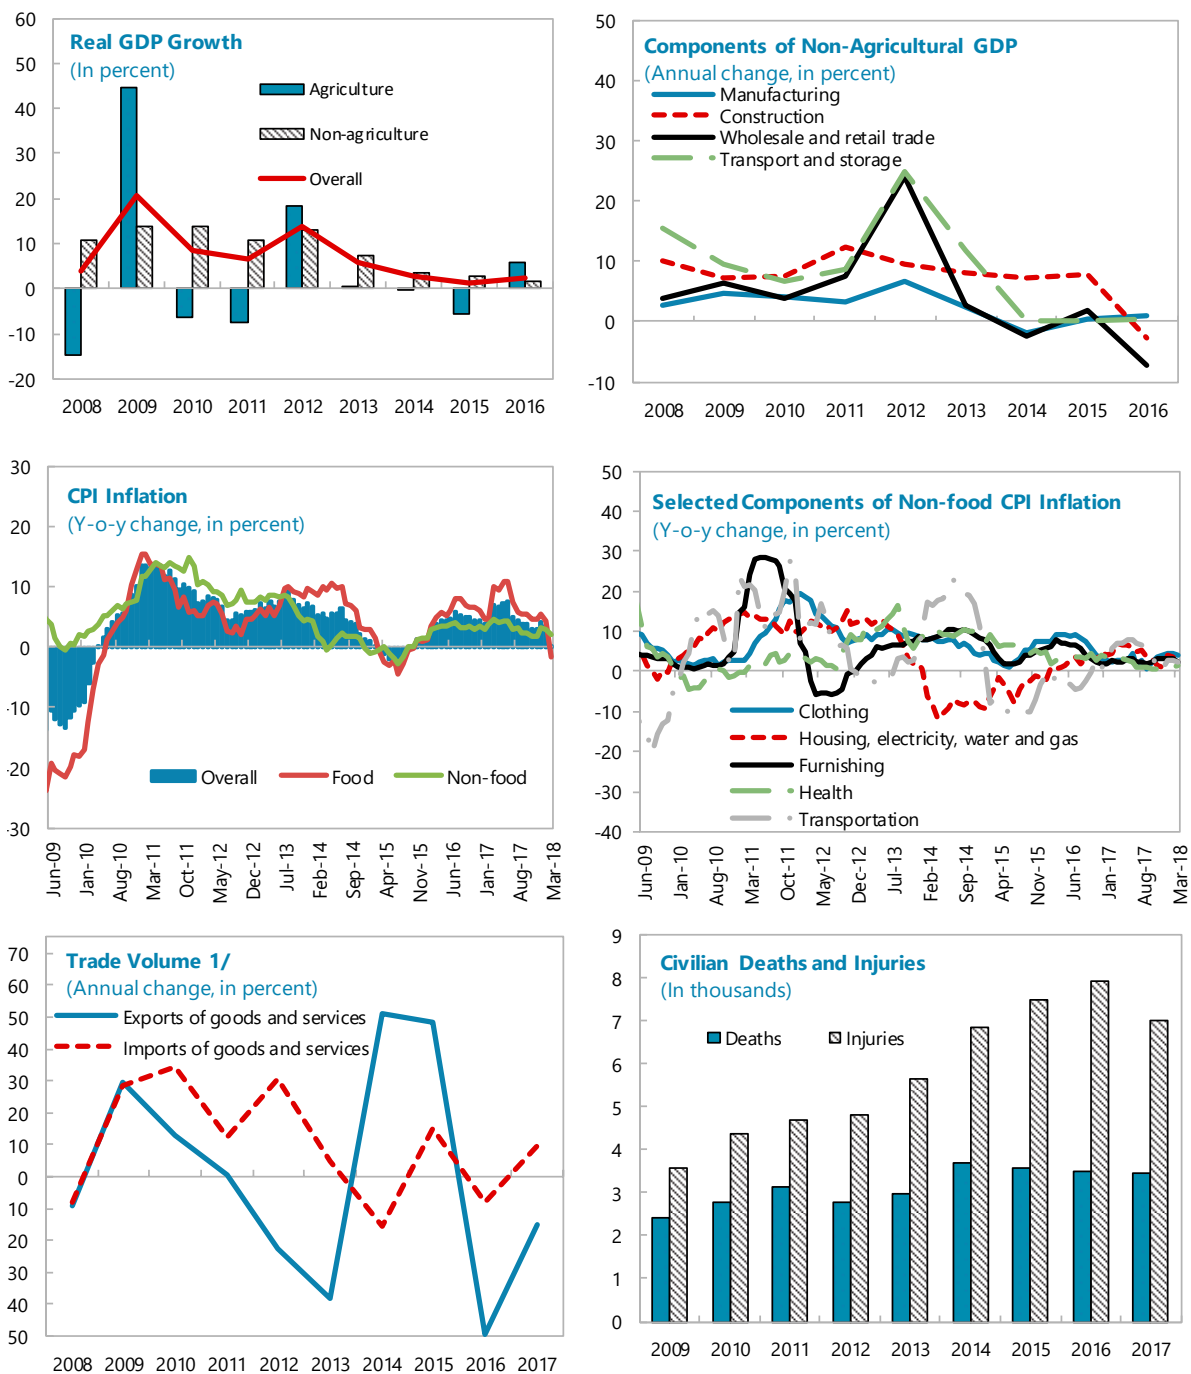 Real GDP Growth
(In percent)
Agriculture
Non-agriculture
Overall
60
50
40
30
20
10
0
-10
-20
2008 2009 2010 2011 2012 2013 2014 2015 2016
Components of Non-Agricultural GDP
(Annual change, in percent)
Manufacturing
Construction
Wholesale and retail trade
Transport and storage
50
40
30
20
10
0
-10
2008 2009 2010 2011 2012 2013 2014 2015 2016
CPI Inflation
(Y-o-y change, in percent)
30
20
10
0
-10
-20
-30
Overall Food Non-food
Jun-09 Jan-10 Aug-10 Mar-11 Oct-11 May-12 Dec-12 Jul-13 Feb-14 Sep-14 Apr-15 Nov-15 Jun-16 Jan-17 Aug-17 Mar-18
Selected Components of Non-food CPI Inflation
(Y-o-y change, in percent)
50
40
30
20
10
0
-10
-20
-30
-40
Clothing
Housing, electricity, water and gas
Furnishing
Health
Transportation
Jun-09 Jan-10 Aug-10 Mar-11 Oct-11 May-12 Dec-12 Jul-13 Feb-14 Sep-14 Apr-15 Nov-15 Jun-16 Jan-17 Aug-17 Mar-18
Trade Volume 1/
(Annual change, in percent)
Exports of goods and services
Imports of goods and services
70
60
50
40
30
20
10
0
10
20
30
40
50
2008 2009 2010 2011 2012 2013 2014 2015 2016 2017
Civilian Deaths and Injuries
(In thousands)
Deaths Injuries
9
8
7
6
5
4
3
2
1
0
2009 2010 2011 2012 2013 2014 2015 2016 2017